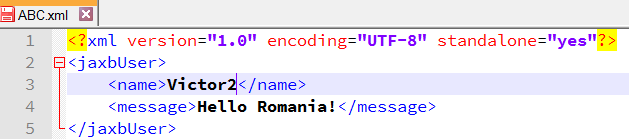 ABC.xml
1 <?xml version="1.0" encoding="UTF-8" standalone="yes"?>
2 <jaxbUser>
3 <name>Victor2</name>
4 <message>Hello Romania!</message>
5 </jaxbUser>